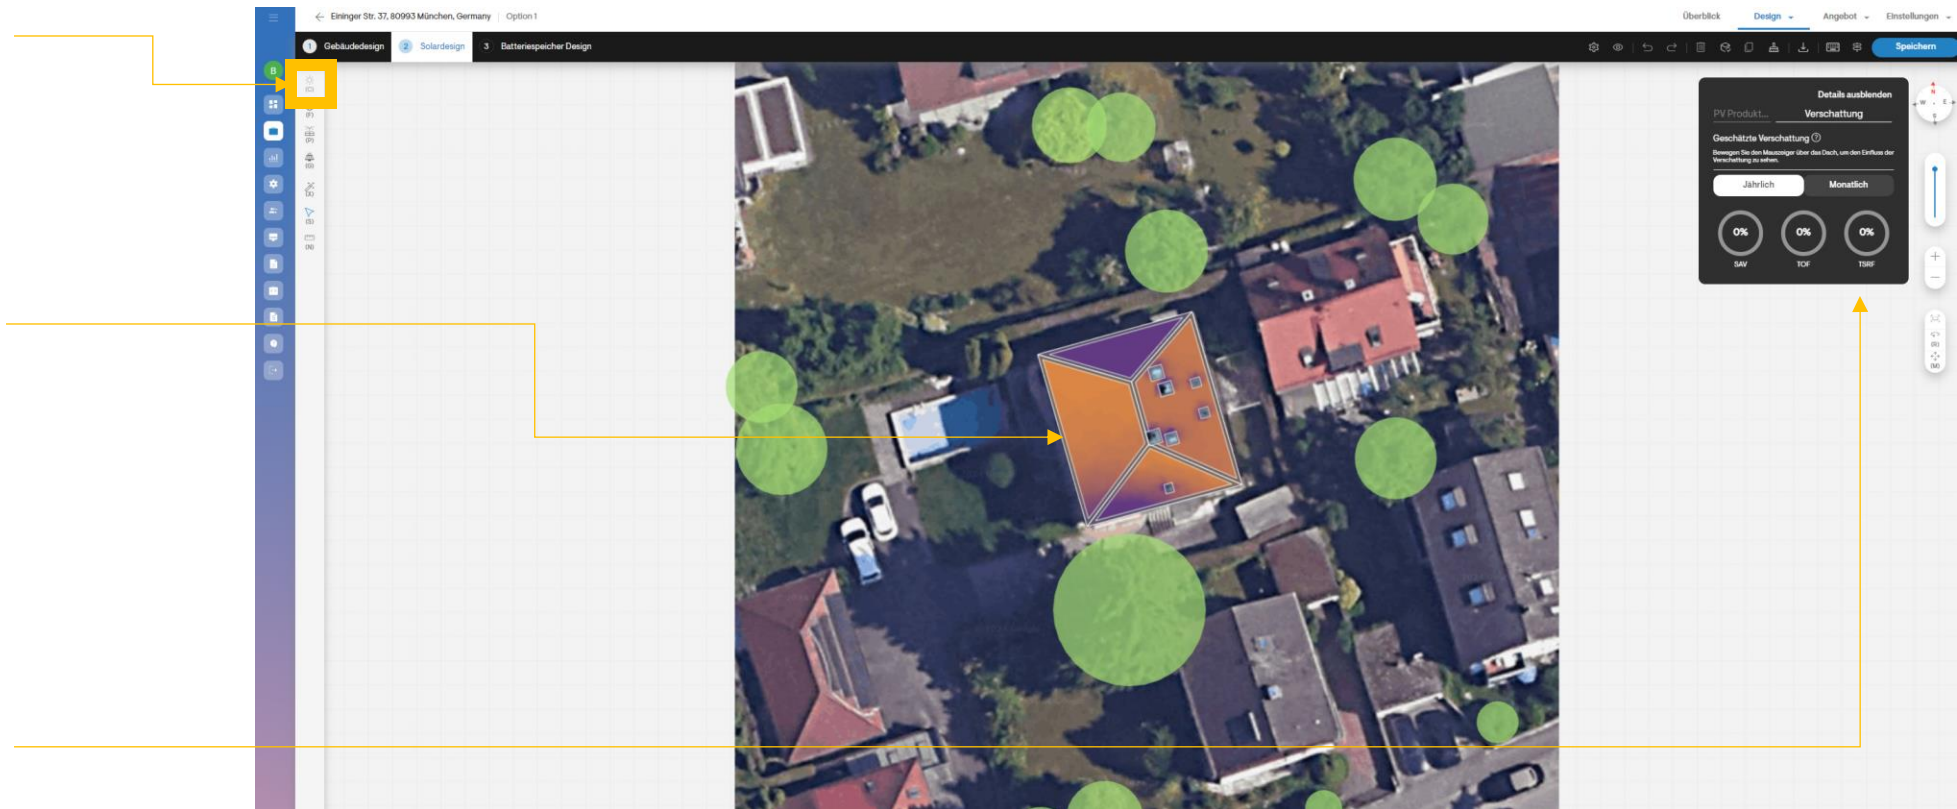 Eininger Str. 37, 80993 München, Germany | Option 1
Überblick Design Angebot Einstellungen
1 Gebäudedesign 2 Solardesign 3 Batteriespeicher Design
Speichern
B
(F)
(P)
(S)
(N)
Details ausblenden
PV Produkt... Verschattung
Geschätzte Verschattung ?
Bewegen Sie den Mauszeiger über das Dach, um den Einfluss der
Verschattung zu sehen.
Jährlich Monatlich
0% 0% 0%
SAV TOF TSRF
N
W E
S
(R)
(M)